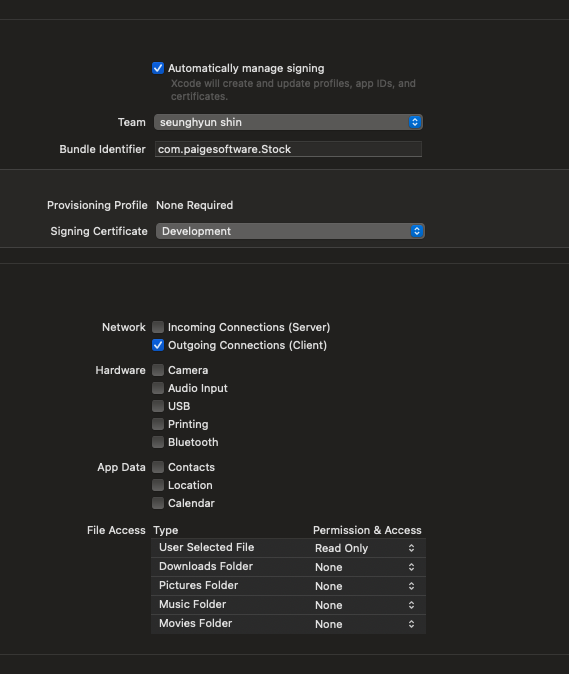 Automatically manage signing
Xcode will create and update profiles, app IDs, and
certificates.
Team seunghyun shin
Bundle Identifier com.paigesoftware.Stock
Provisioning Profile None Required
Signing Certificate Development
Network Incoming Connections (Server)
Outgoing Connections (Client)
Hardware Camera
Audio Input
USB
Printing
Bluetooth
App Data Contacts
Location
Calendar
File Access Type Permission & Access
User Selected File Read Only
Downloads Folder None
Pictures Folder None
Music Folder None
Movies Folder None